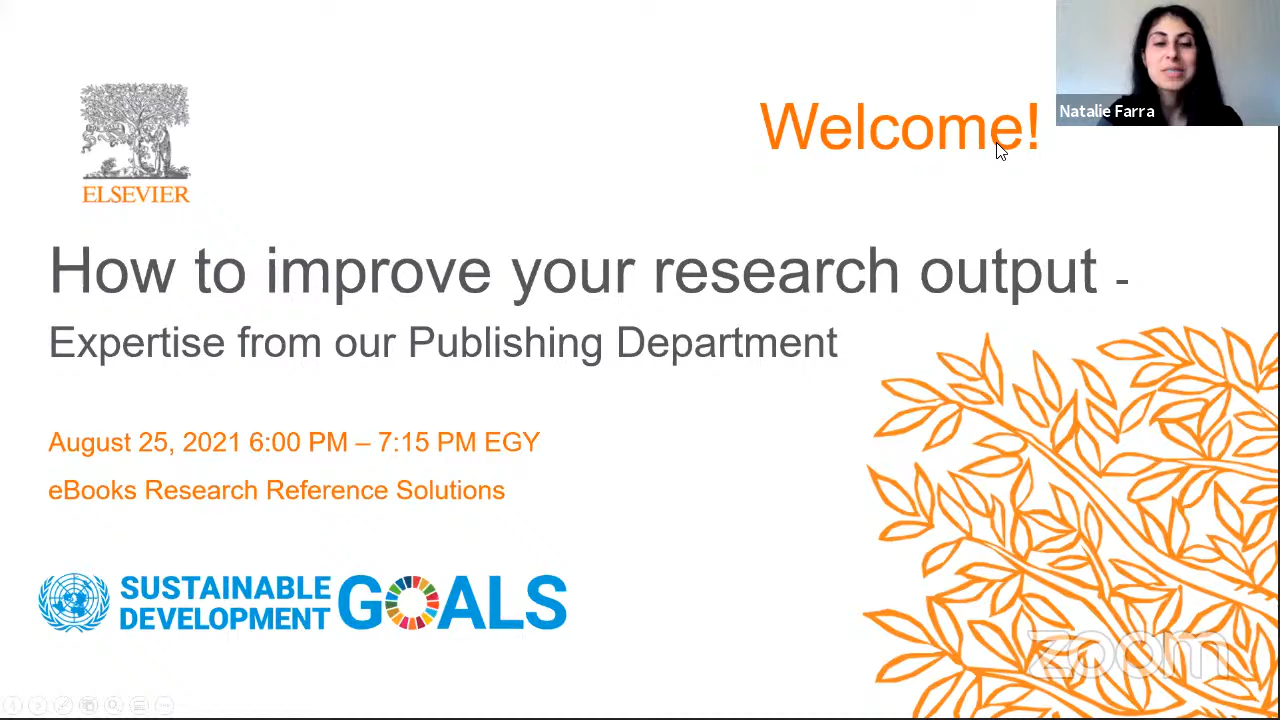 Welcome!
Natalie Farra
ELSEVIER
How to improve your research output -
Expertise from our Publishing Department
August 25, 2021 6:00 PM – 7:15 PM EGY
eBooks Research Reference Solutions
SUSTAINABLE
DEVELOPMENT
GOALS
zoom